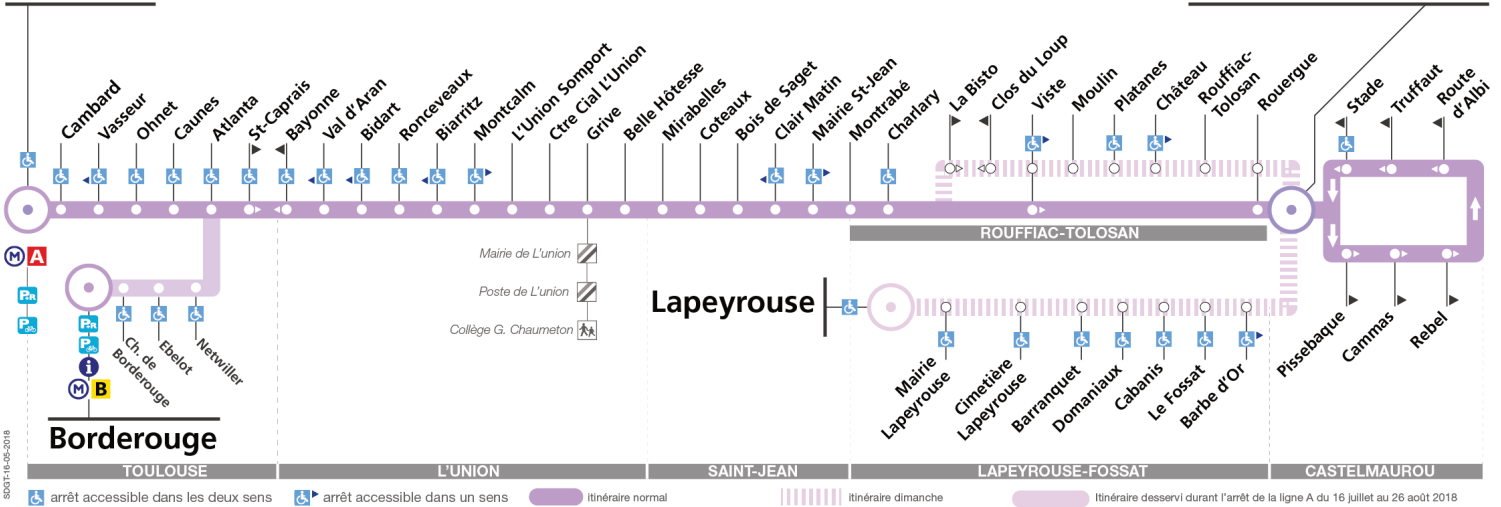 Cambard
Vasseur
Ohnet
Caunes
Atlanta
St-Caprais
Bayonne
Val d'Aran
Bidart
Ronceveaux
Biarritz
Montcalm
L'Union Somport
Ctre Cial L'Union
Grive
Belle Hôtesse
Mirabelles
Coteaux
Bois de Saget
Clair Matin
Mairie St-Jean
Montrabé
Charlary
La Bisto
Clos du Loup
Viste
Moulin
Platanes
Château
Rouffiac-
Tolosan
Rouergue
Stade
Truffaut
Route
d'Albi
ROUFFIAC-TOLOSAN
M A
P+R
P
Mairie de L'union
Poste de L'union
Collège G. Chaumeton
P+R
P
i
M B
Ch. de
Borderouge
Ebelot
Netwiller
Borderouge
Lapeyrouse
Mairie
Lapeyrouse
Cimetière
Lapeyrouse
Barranquet
Domaniaux
Cabanis
Le Fossat
Barbe d'Or
Pissebaque
Cammas
Rebel
TOULOUSE
L'UNION
SAINT-JEAN
LAPEYROUSE-FOSSAT
CASTELMAUROU
SDGT-16-05-2018
arrêt accessible dans les deux sens
arrêt accessible dans un sens
itinéraire normal
itinéraire dimanche
Itinéraire desservi durant l'arrêt de la ligne A du 16 juillet au 26 août 2018